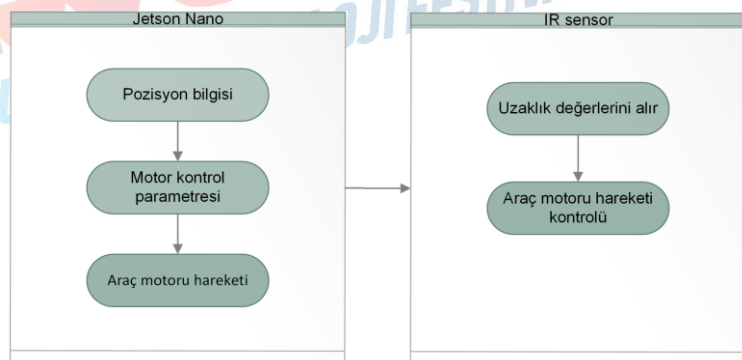 Jetson Nano
Pozisyon bilgisi
Motor kontrol
parametresi
Araç motoru hareketi
IR sensor
Uzaklık değerlerini alır
Araç motoru hareketi
kontrolü